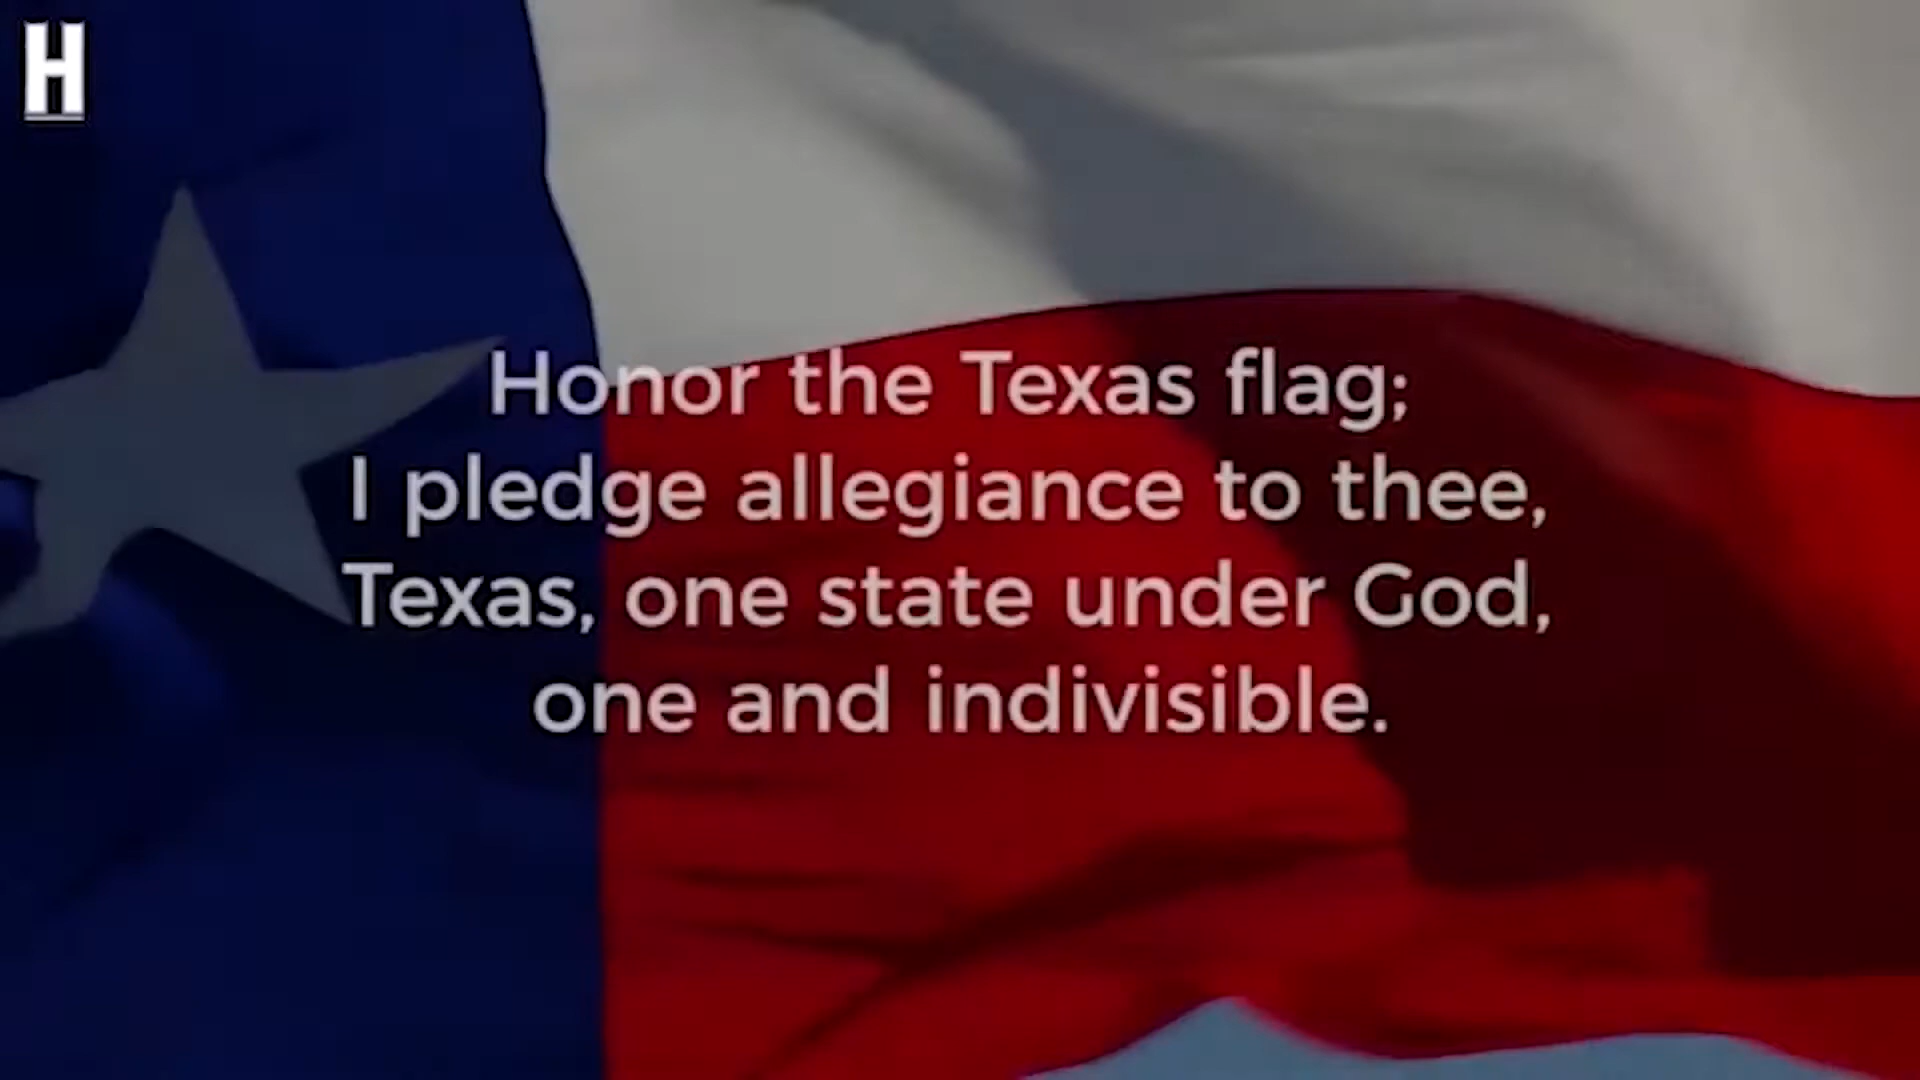 H
Honor the Texas flag;
I pledge allegiance to thee,
Texas, one state under God,
one and indivisible.